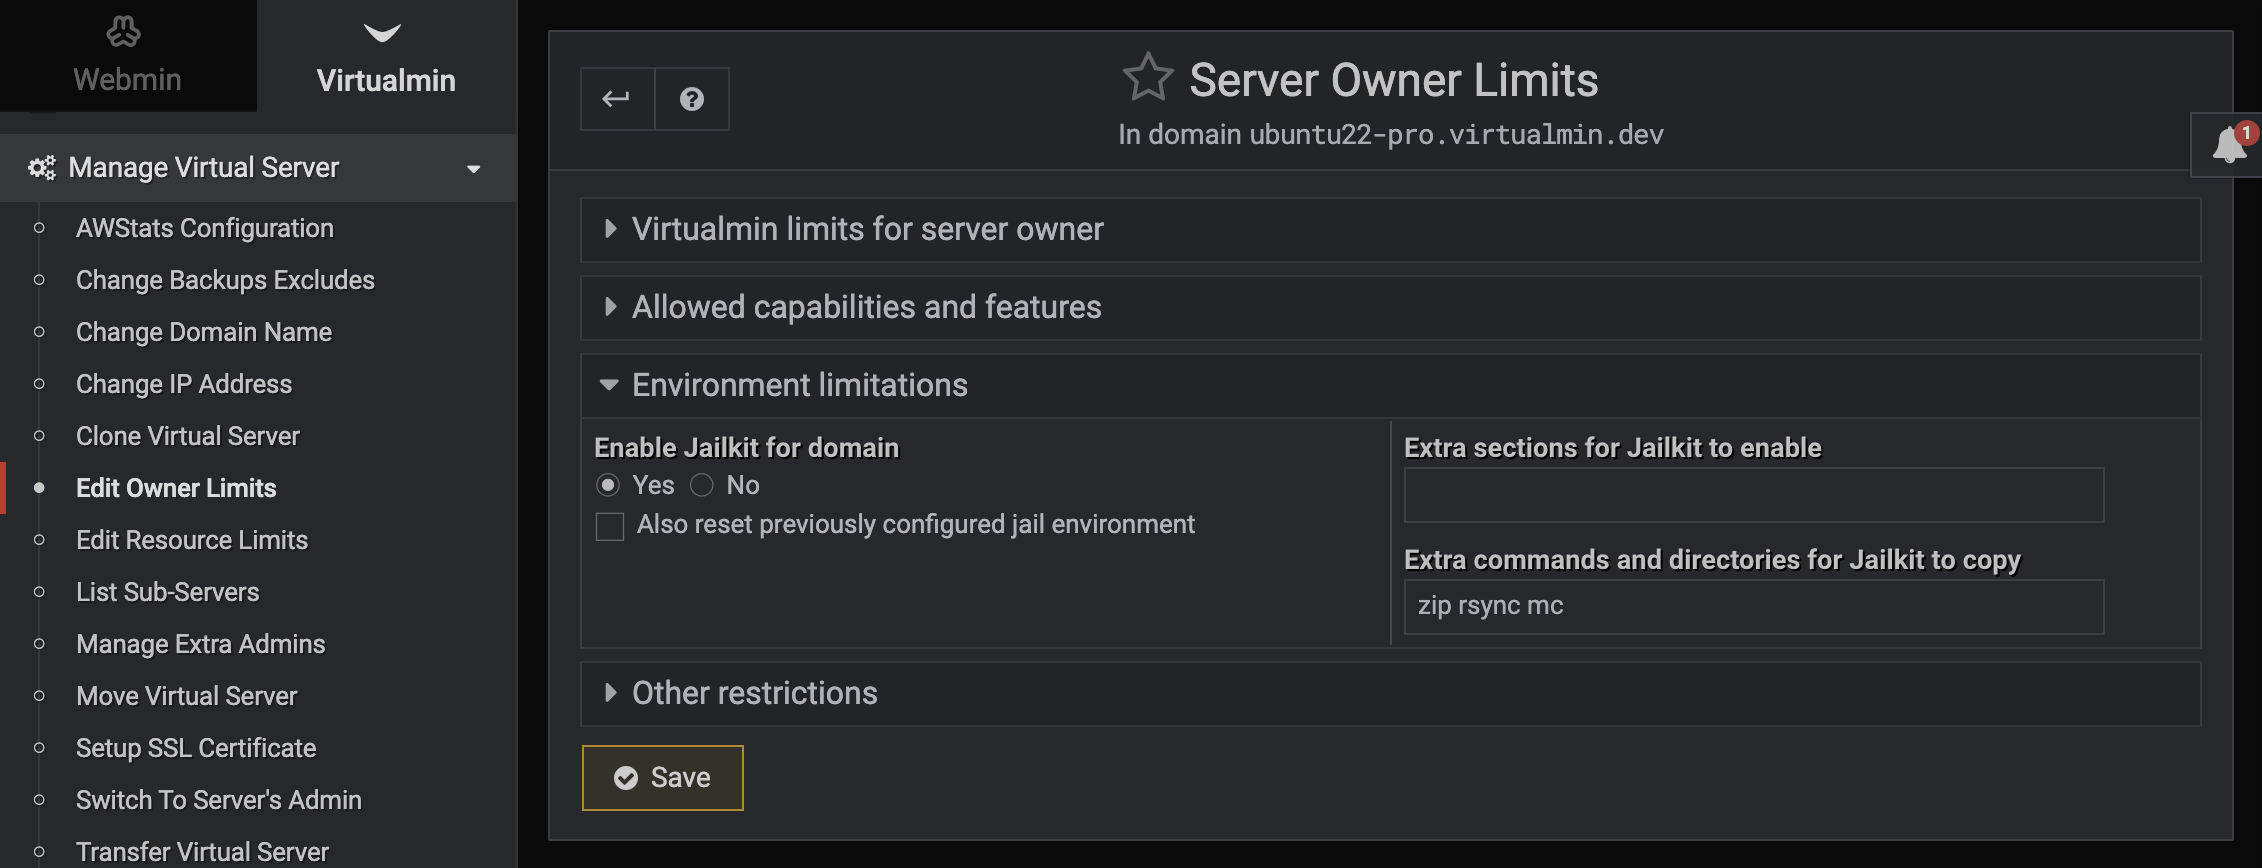 Webmin
Virtualmin
Manage Virtual Server
AWStats Configuration
Change Backups Excludes
Change Domain Name
Change IP Address
Clone Virtual Server
Edit Owner Limits
Edit Resource Limits
List Sub-Servers
Manage Extra Admins
Move Virtual Server
Setup SSL Certificate
Switch To Server's Admin
Transfer Virtual Server
Server Owner Limits
In domain ubuntu22-pro.virtualmin.dev
1
Virtualmin limits for server owner
Allowed capabilities and features
Environment limitations
Enable Jailkit for domain
Yes No
Also reset previously configured jail environment
Extra sections for Jailkit to enable
Extra commands and directories for Jailkit to copy
zip rsync mc
Other restrictions
Save